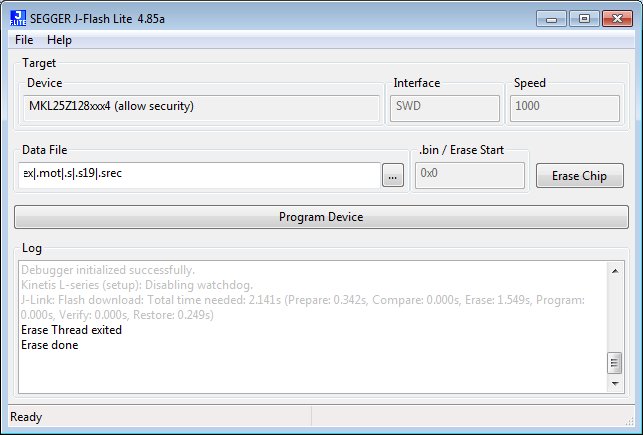 J FLITE SEGGER J-Flash Lite 4.85a
File Help
Target
Device Interface Speed
MKL25Z128xxx4 (allow security) SWD 1000
Data File .bin / Erase Start
ex|.mot|.s|.s19|.srec ... 0x0 Erase Chip
Program Device
Log
Debugger initialized successfully.
Kinetis L-series (setup): Disabling watchdog.
J-Link: Flash download: Total time needed: 2.141s (Prepare: 0.342s, Compare: 0.000s, Erase: 1.549s, Program:
0.000s, Verify: 0.000s, Restore: 0.249s)
Erase Thread exited
Erase done
Ready